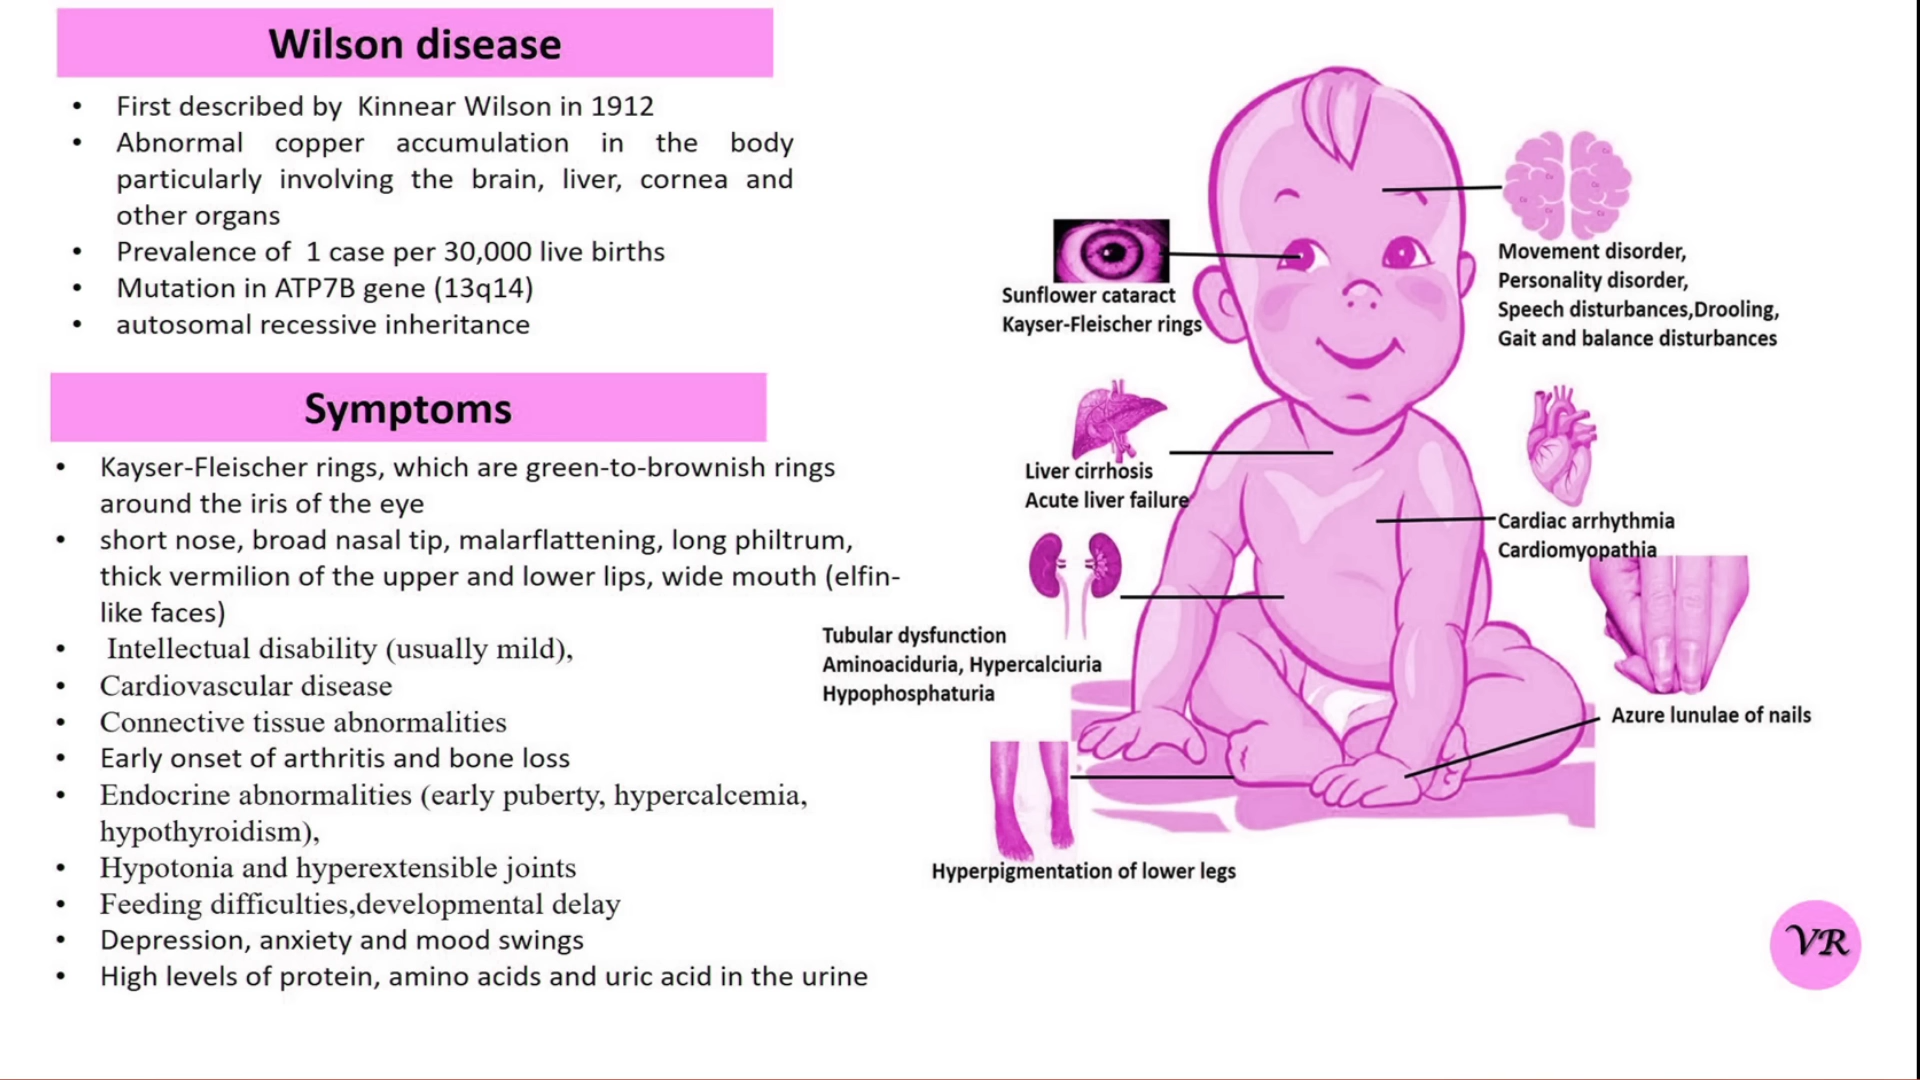 Wilson disease
• First described by Kinnear Wilson in 1912
• Abnormal copper accumulation in the body
particularly involving the brain, liver, cornea and
other organs
• Prevalence of 1 case per 30,000 live births
• Mutation in ATP7B gene (13q14)
• autosomal recessive inheritance
Symptoms
• Kayser-Fleischer rings, which are green-to-brownish rings
around the iris of the eye
• short nose, broad nasal tip, malarflattening, long philtrum,
thick vermilion of the upper and lower lips, wide mouth (elfin-
like faces)
• Intellectual disability (usually mild),
• Cardiovascular disease
• Connective tissue abnormalities
• Early onset of arthritis and bone loss
• Endocrine abnormalities (early puberty, hypercalcemia,
hypothyroidism),
• Hypotonia and hyperextensible joints
• Feeding difficulties,developmental delay
• Depression, anxiety and mood swings
• High levels of protein, amino acids and uric acid in the urine
Sunflower cataract
Kayser-Fleischer rings
Liver cirrhosis
Acute liver failure
Tubular dysfunction
Aminoaciduria, Hypercalciuria
Hypophosphaturia
Hyperpigmentation of lower legs
Movement disorder,
Personality disorder,
Speech disturbances,Drooling,
Gait and balance disturbances
Cardiac arrhythmia
Cardiomyopathia
Azure lunulae of nails
VR